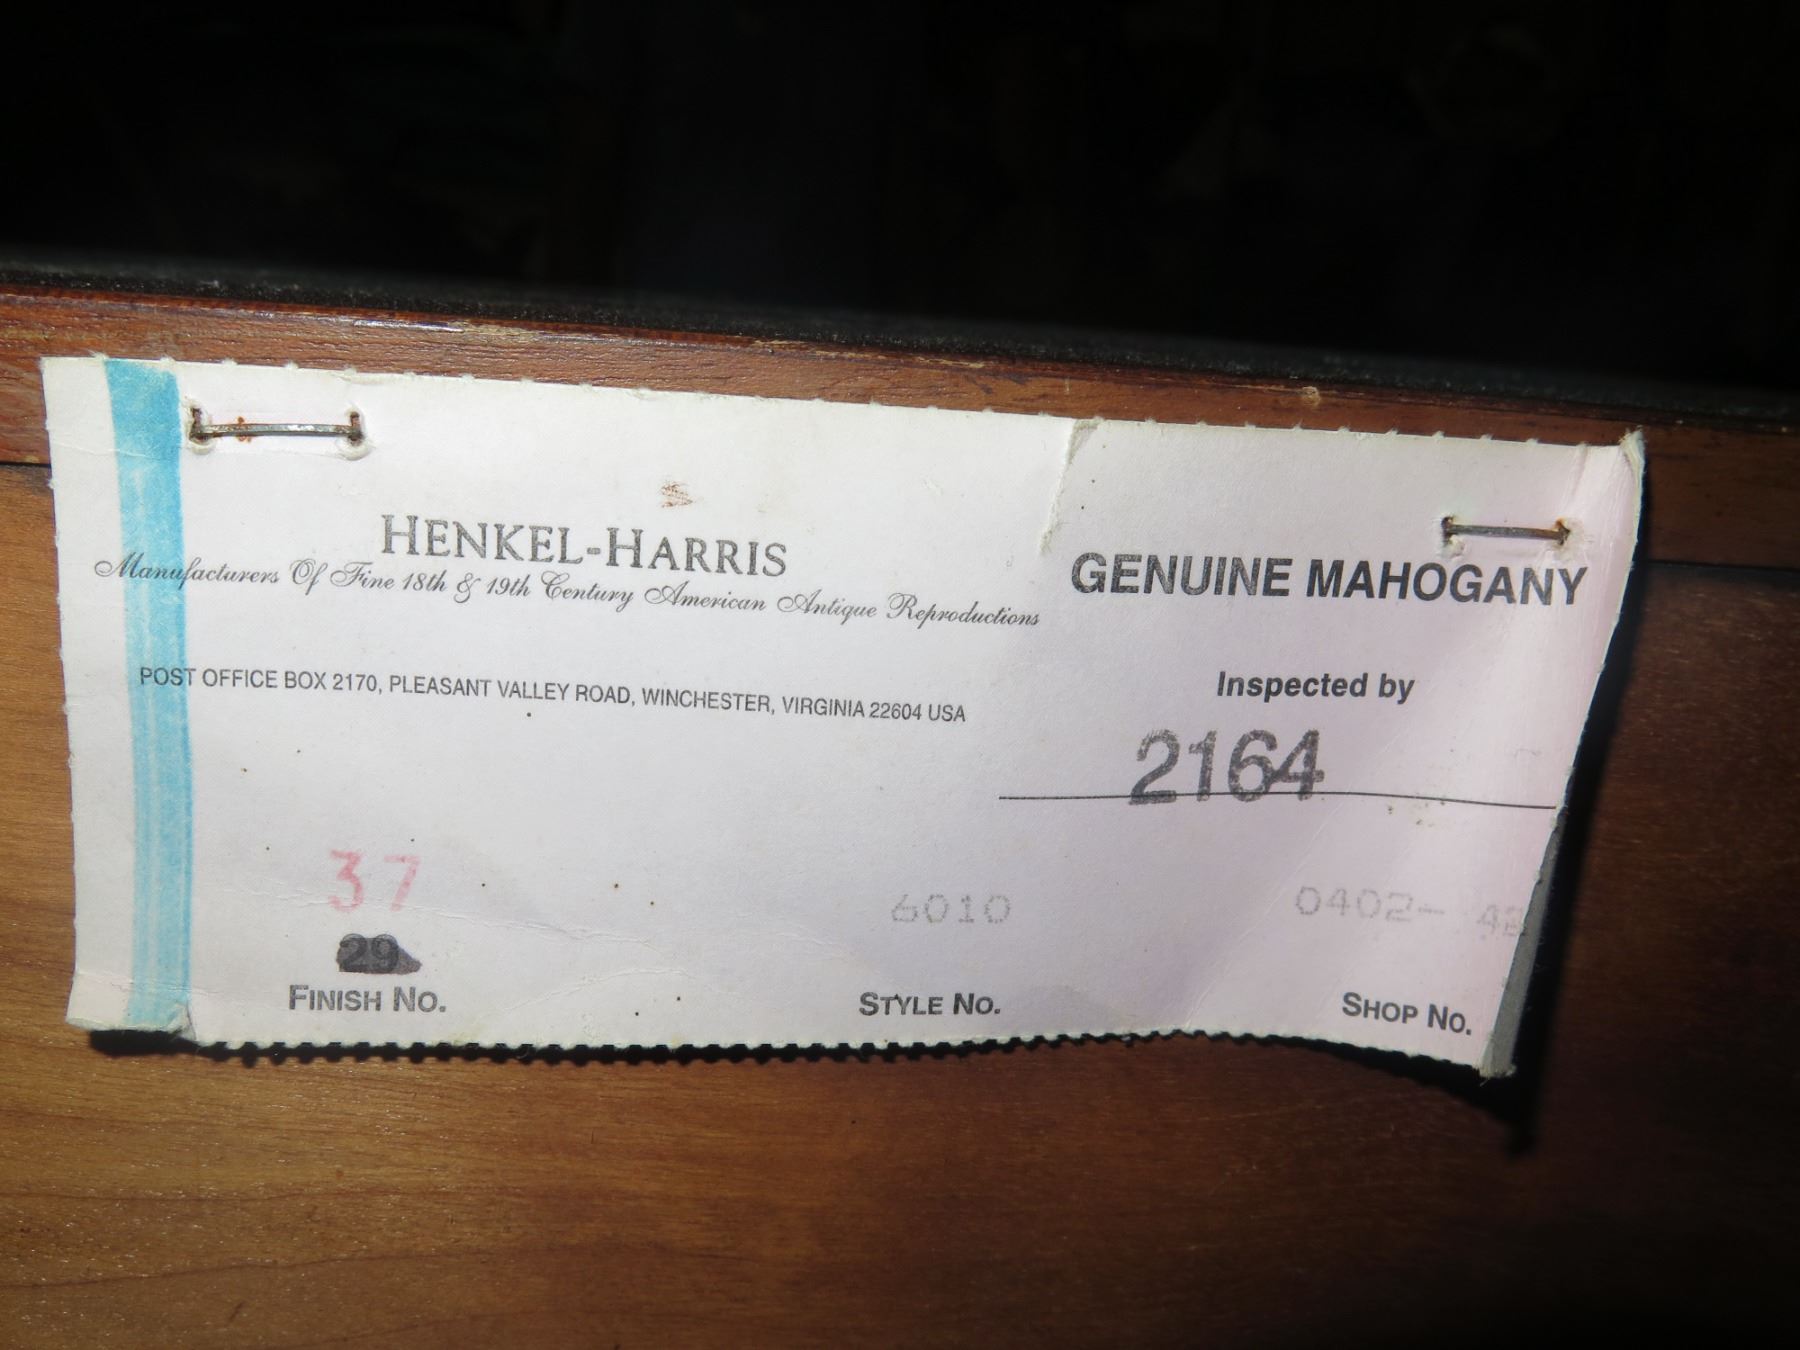 HENKEL-HARRIS
Manufacturers Of Fine 18th & 19th Century American Antique Reproductions
POST OFFICE BOX 2170, PLEASANT VALLEY ROAD, WINCHESTER, VIRGINIA 22604 USA
GENUINE MAHOGANY
Inspected by
2164
37
29
FINISH NO.
6010
STYLE NO.
0402-
SHOP NO.